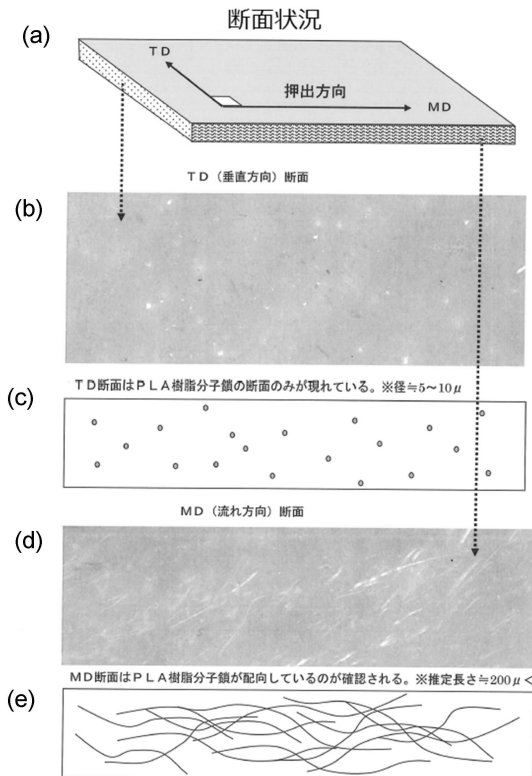 断面状況
(a)
TD
押出方向
MD
TD(垂直方向)断面
(b)
TD断面はPLA樹脂分子鎖の断面のみが現れている。※径≒5~10μ
(c)
MD(流れ方向)断面
(d)
MD断面はPLA樹脂分子鎖が配向しているのが確認される。※推定長さ≒200μ<
(e)